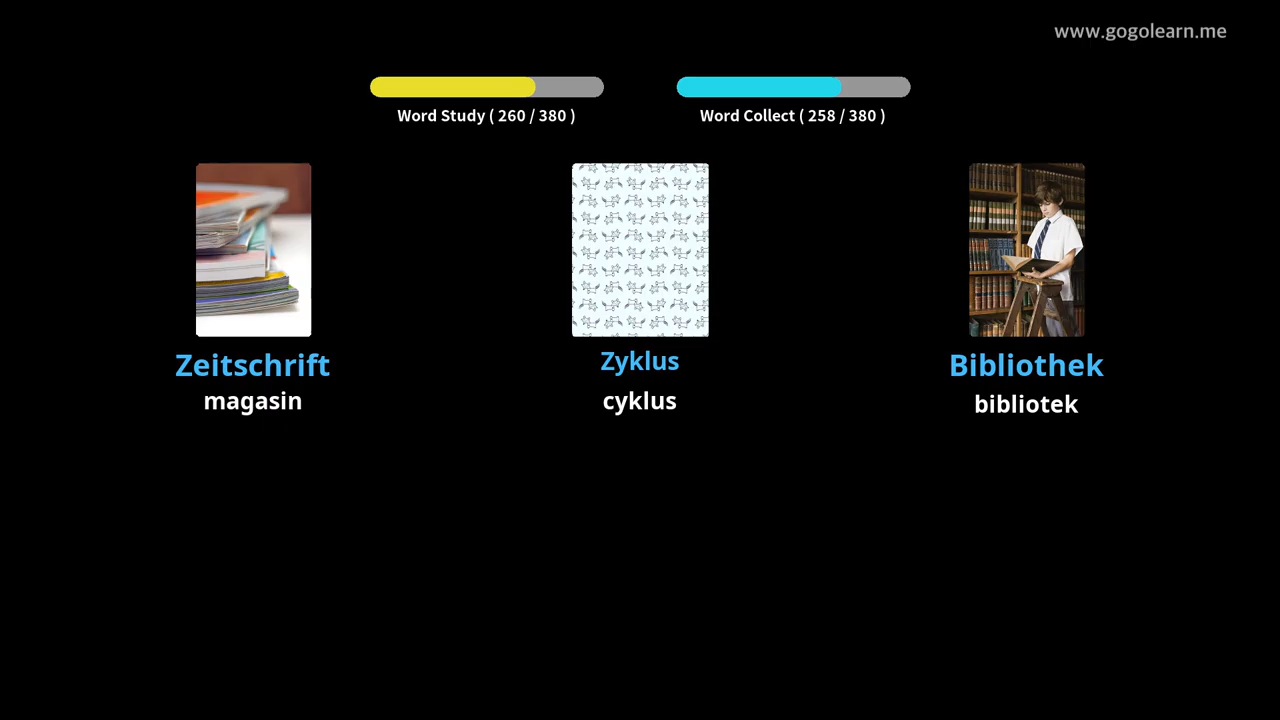 www.gogolearn.me
Word Study ( 260 / 380 )
Word Collect ( 258 / 380 )
Zeitschrift
magasin
Zyklus
cyklus
Bibliothek
bibliotek